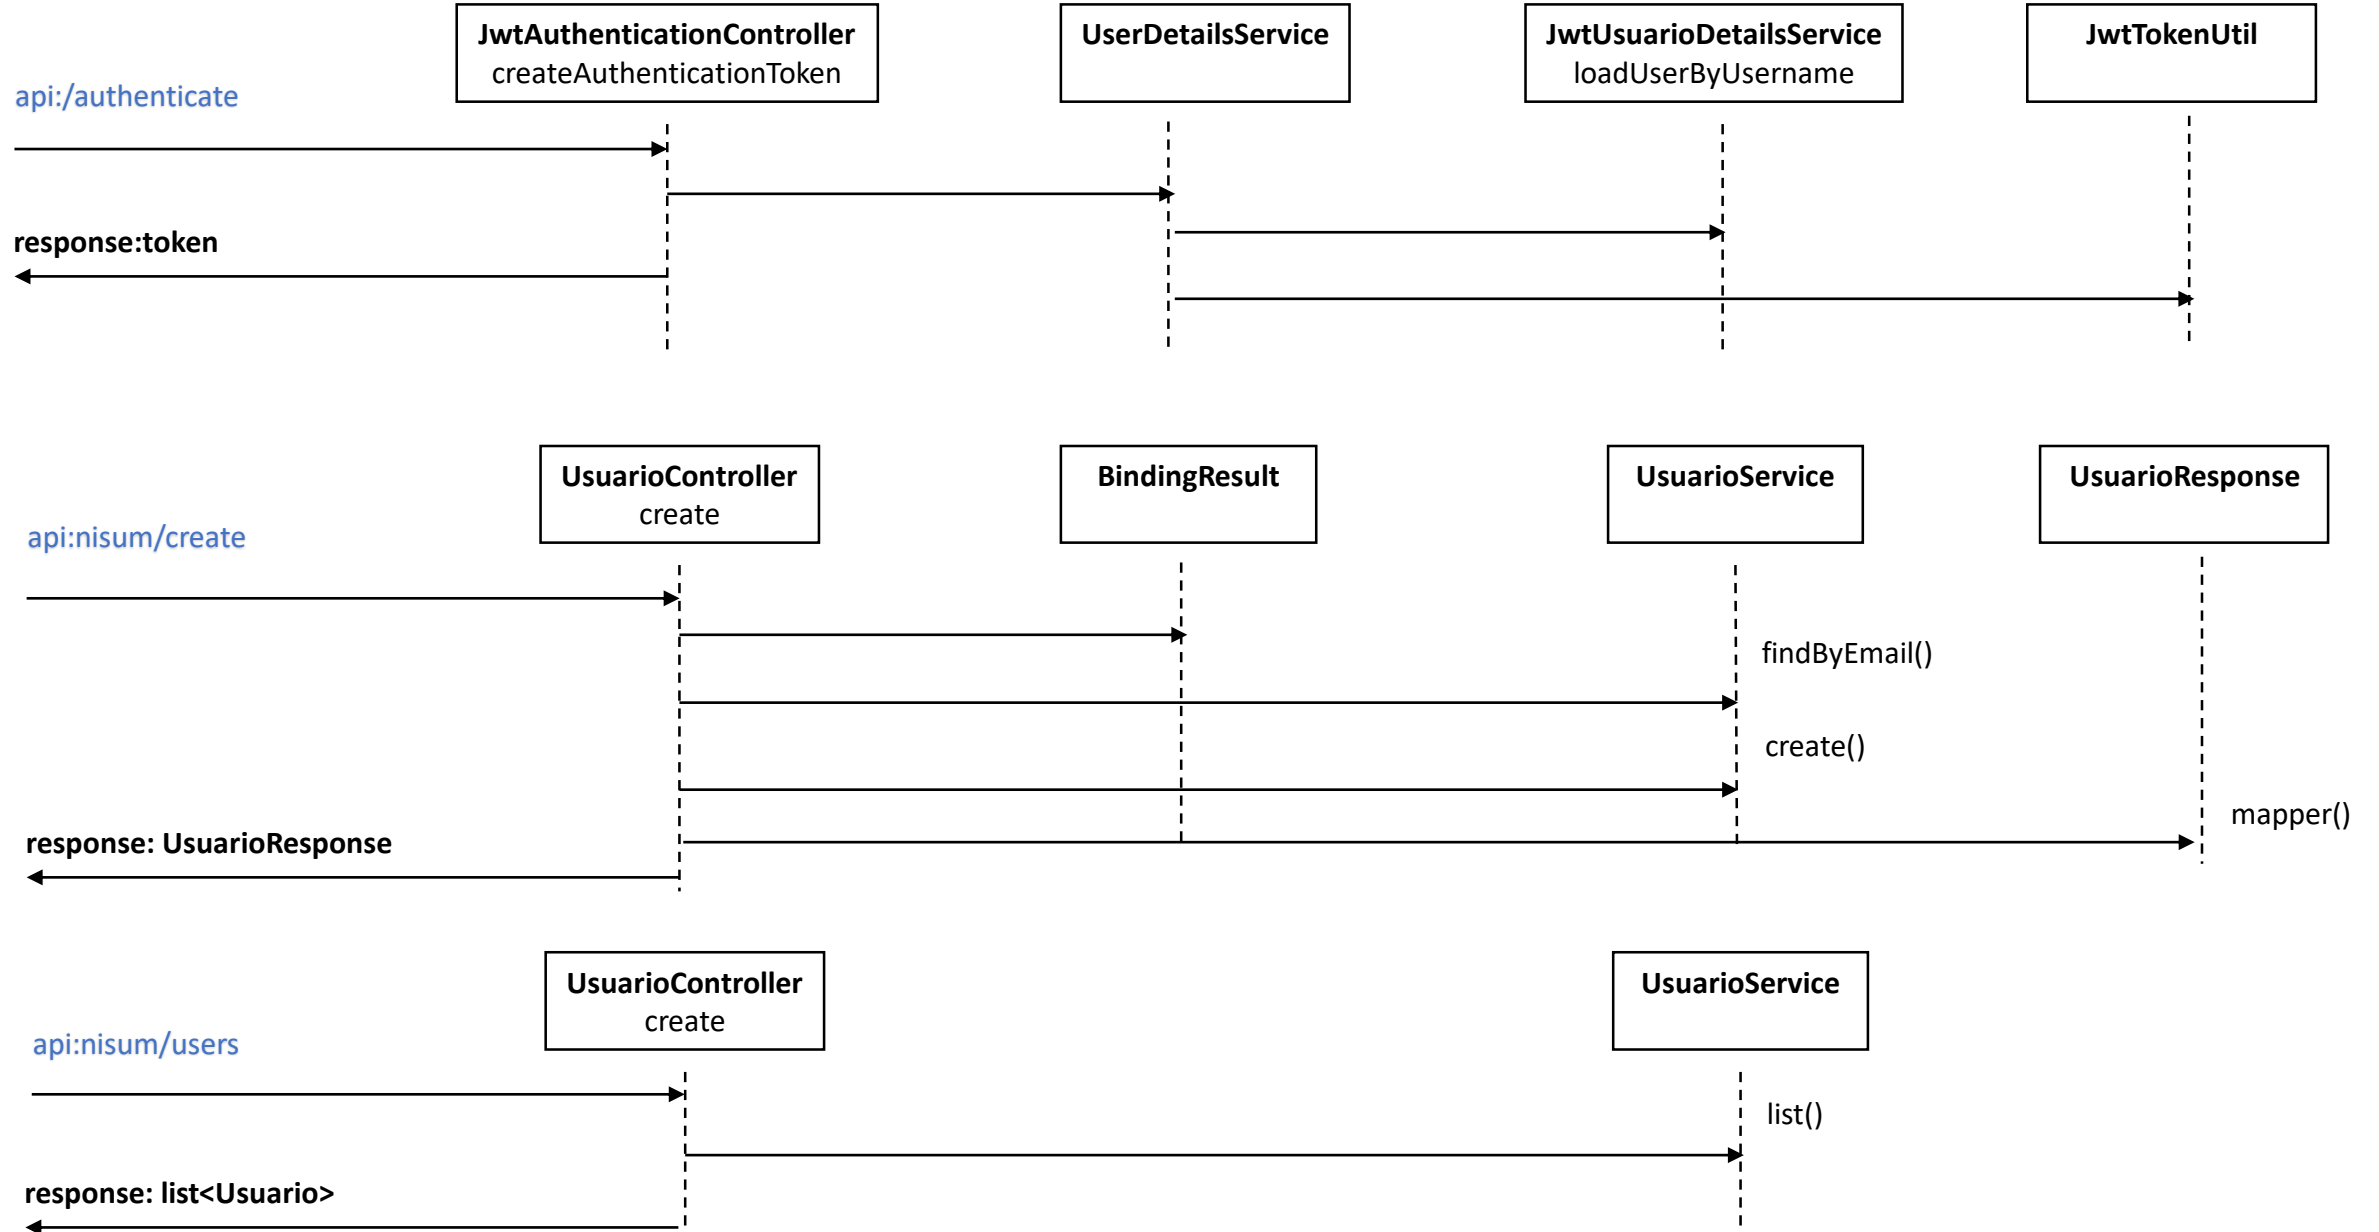 JwtAuthenticationController
createAuthenticationToken
UserDetailsService
JwtUsuarioDetailsService
loadUserByUsername
JwtTokenUtil
api:/authenticate
response:token
UsuarioController
create
BindingResult
UsuarioService
UsuarioResponse
api:nisum/create
findByEmail()
create()
mapper()
response: UsuarioResponse
UsuarioController
create
UsuarioService
api:nisum/users
list()
response: list<Usuario>